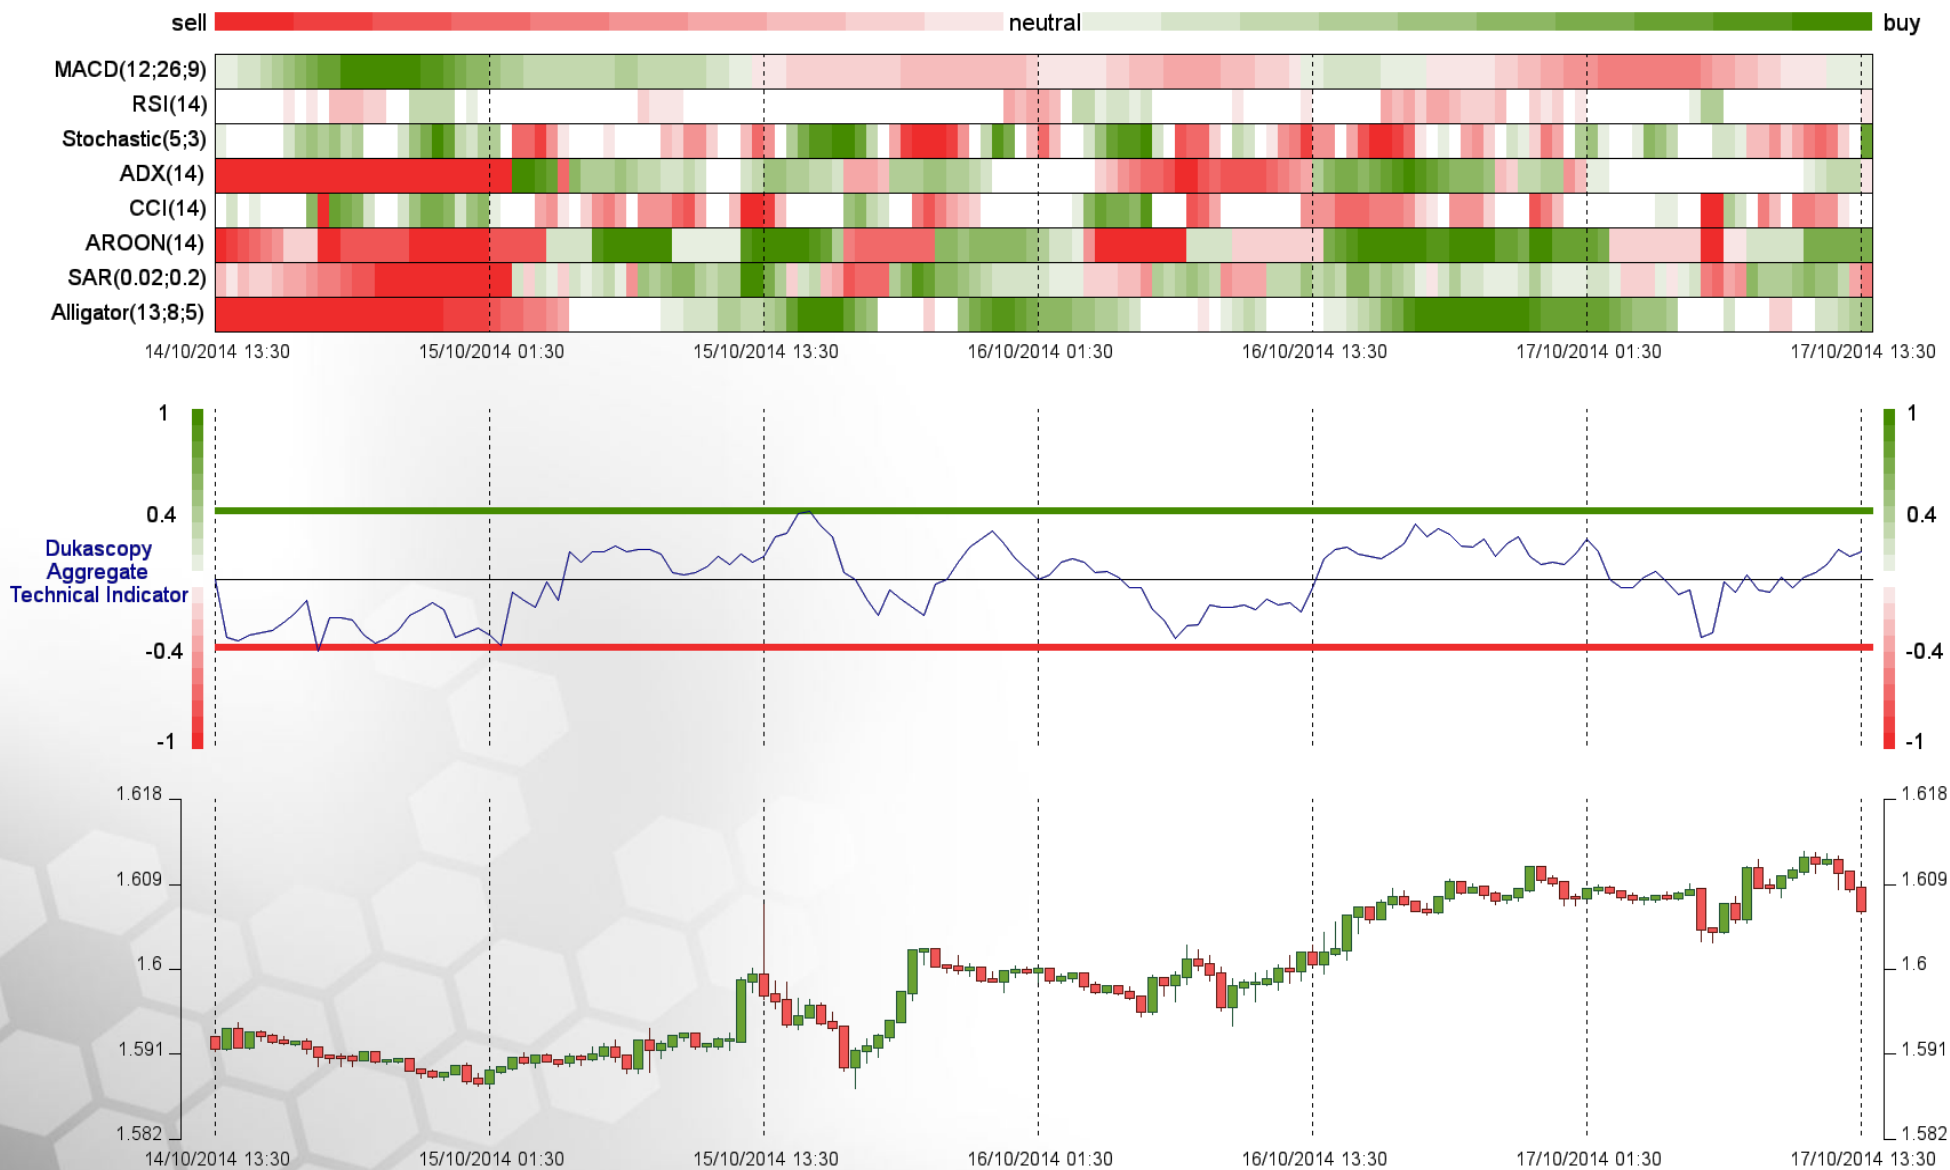 sell neutral buy
MACD(12;26;9)
RSI(14)
Stochastic(5;3)
ADX(14)
CCI(14)
AROON(14)
SAR(0.02;0.2)
Alligator(13;8;5)
14/10/2014 13:30 15/10/2014 01:30 15/10/2014 13:30 16/10/2014 01:30 16/10/2014 13:30 17/10/2014 01:30 17/10/2014 13:30
1 1
0.4 0.4
Dukascopy
Aggregate
Technical Indicator
-0.4 -0.4
-1 -1
1.618 1.618
1.609 1.609
1.6 1.6
1.591 1.591
1.582 1.582
14/10/2014 13:30 15/10/2014 01:30 15/10/2014 13:30 16/10/2014 01:30 16/10/2014 13:30 17/10/2014 01:30 17/10/2014 13:30